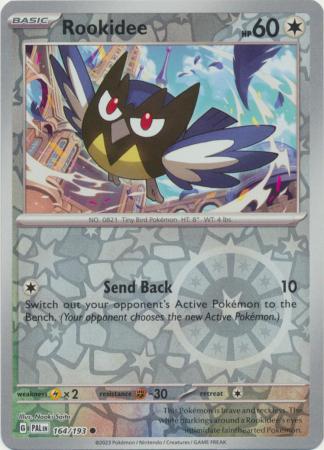 BASIC
Rookidee
HP 60
NO. 0821 Tiny Bird Pokémon HT: 8" WT: 4 lbs.
Send Back 10
Switch out your opponent's Active Pokémon to
the Bench. (Your opponent chooses the new Active Pokémon.)
weakness ×2 resistance -30 retreat
Illus. Naoki Saito
G PAL EN 164/193 ●
This Pokémon is brave and reckless. The
white markings around a Rookidee's eyes
intimidate fainthearted Pokémon.
©2023 Pokémon / Nintendo / Creatures / GAME FREAK